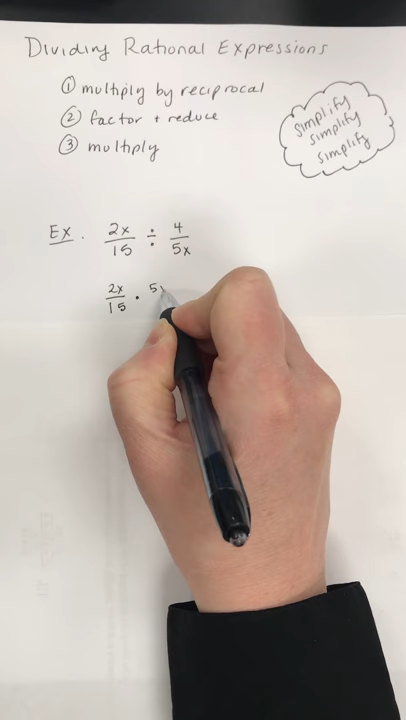 Dividing Rational Expressions
① multiply by reciprocal
② factor + reduce
③ multiply
simplify
simplify
simplify
Ex. 2x/15 ÷ 4/5x
2x/15 · 5x